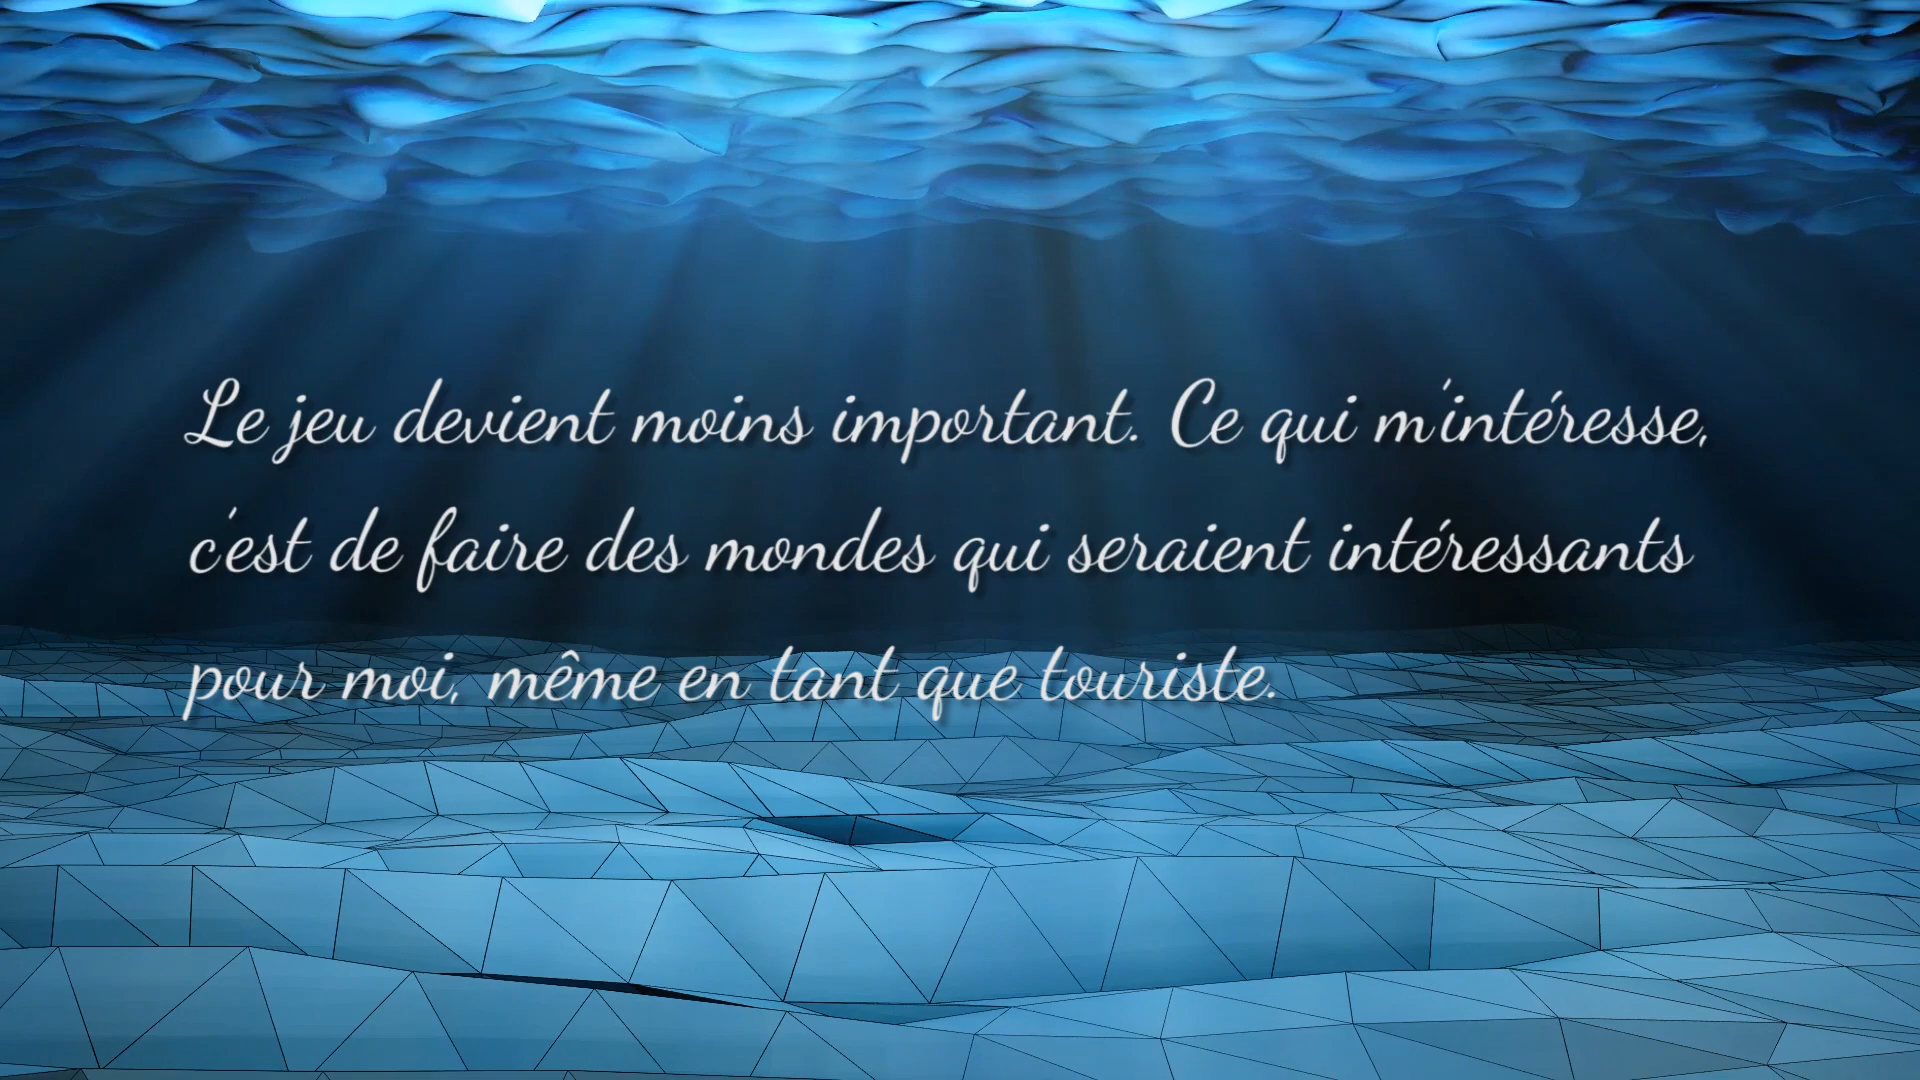 Le jeu devient moins important. Ce qui m'intéresse,
c'est de faire des mondes qui seraient intéressants
pour moi, même en tant que touriste.